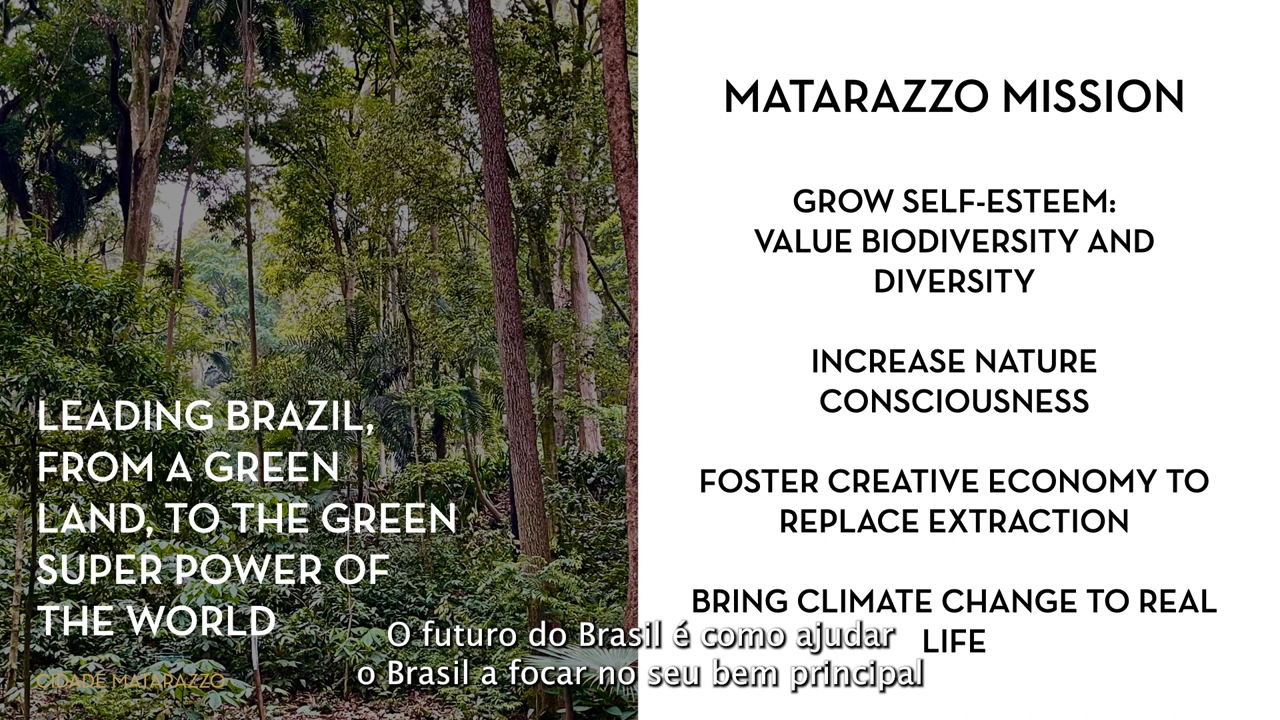 LEADING BRAZIL,
FROM A GREEN
LAND, TO THE GREEN
SUPER POWER OF
THE WORLD
CIDADE MATARAZZO
MATARAZZO MISSION
GROW SELF-ESTEEM:
VALUE BIODIVERSITY AND
DIVERSITY
INCREASE NATURE
CONSCIOUSNESS
FOSTER CREATIVE ECONOMY TO
REPLACE EXTRACTION
BRING CLIMATE CHANGE TO REAL
LIFE
O futuro do Brasil é como ajudar
o Brasil a focar no seu bem principal